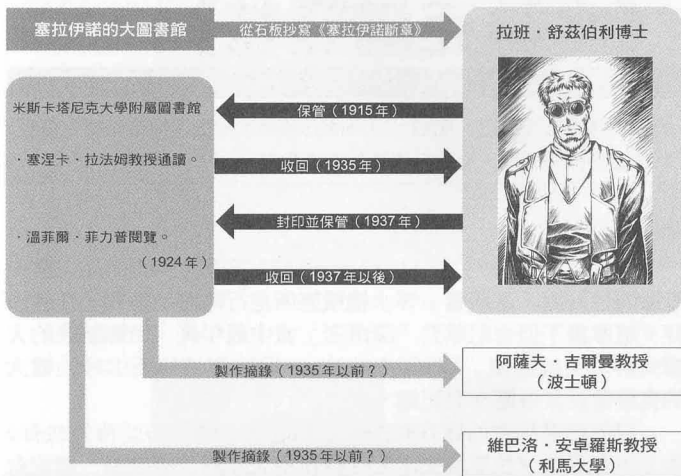 塞拉伊諾的大圖書館
從石板抄寫《塞拉伊諾斷章》
拉班・舒茲伯利博士
米斯卡塔尼克大學附屬圖書館
・塞涅卡・拉法姆教授通讀。
・溫菲爾・菲力普閱覽。
（1924年）
保管（1915年）
收回（1935年）
封印並保管（1937年）
收回（1937年以後）
製作摘錄（1935年以前？）
阿薩夫・吉爾曼教授
（波士頓）
製作摘錄（1935年以前？）
維巴洛・安卓羅斯教授
（利馬大學）